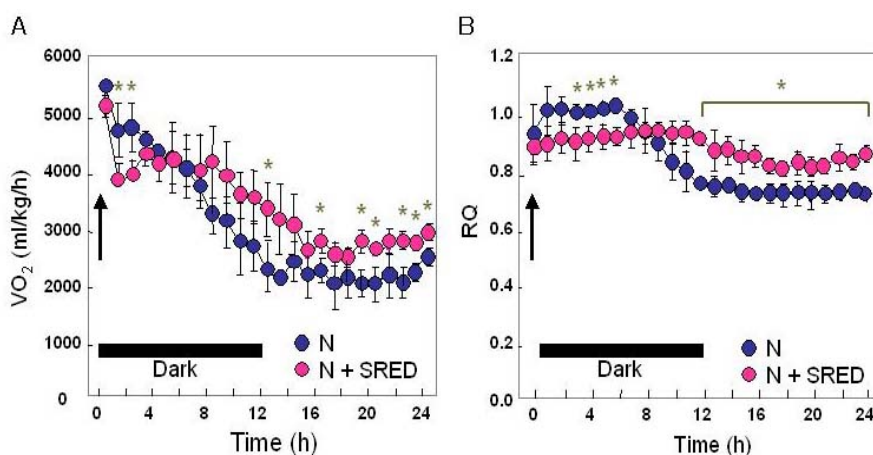 A
VO2 (ml/kg/h)
6000
5000
4000
3000
2000
1000
0
* *
*
*
*
*
*
*
*
N
N + SRED
Dark
0 4 8 12 16 20 24
Time (h)
B
RQ
1.2
1.0
0.8
0.6
0.4
0.2
0
* * * *
*
N
N + SRED
Dark
0 4 8 12 16 20 24
Time (h)